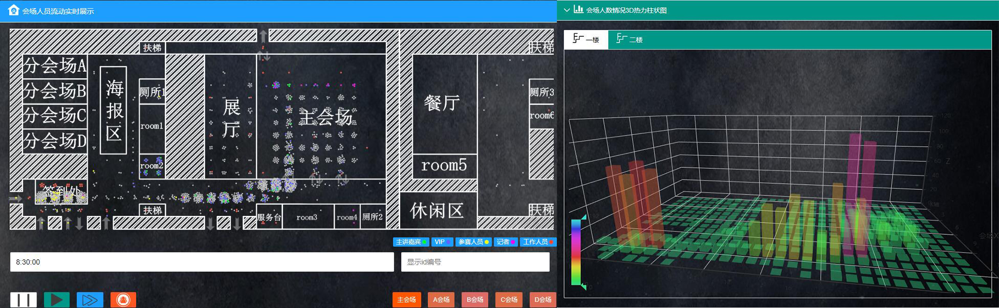 会场人员流动实时展示
扶梯
分会场A
分会场B
分会场C
分会场D
海报区
厕所1
room1
room2
签到处
扶梯
展厅
主会场
服务台
room3
room4
厕所2
餐厅
room5
休闲区
扶梯
厕所3
room6
扶梯
主讲嘉宾
VIP
参赛人员
记者
工作人员
8:30:00
显示id编号
主会场
A会场
B会场
C会场
D会场
会场人数情况3D热力柱状图
一楼
二楼
120
100
80
60
Z
40
20
3
6
9
0